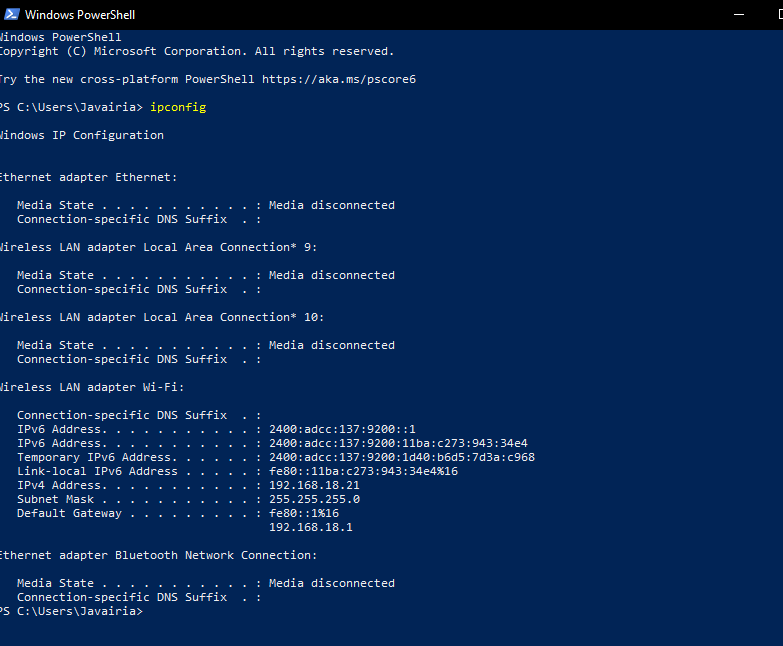 Windows PowerShell
Windows PowerShell
Copyright (C) Microsoft Corporation. All rights reserved.
Try the new cross-platform PowerShell https://aka.ms/pscore6
PS C:\Users\Javairia> ipconfig
Windows IP Configuration
Ethernet adapter Ethernet:
Media State . . . . . . . . . . . : Media disconnected
Connection-specific DNS Suffix  . :
Wireless LAN adapter Local Area Connection* 9:
Media State . . . . . . . . . . . : Media disconnected
Connection-specific DNS Suffix  . :
Wireless LAN adapter Local Area Connection* 10:
Media State . . . . . . . . . . . : Media disconnected
Connection-specific DNS Suffix  . :
Wireless LAN adapter Wi-Fi:
Connection-specific DNS Suffix  . :
IPv6 Address. . . . . . . . . . . : 2400:adcc:137:9200::1
IPv6 Address. . . . . . . . . . . : 2400:adcc:137:9200:11ba:c273:943:34e4
Temporary IPv6 Address. . . . . . : 2400:adcc:137:9200:1d40:b6d5:7d3a:c968
Link-local IPv6 Address . . . . . : fe80::11ba:c273:943:34e4%16
IPv4 Address. . . . . . . . . . . : 192.168.18.21
Subnet Mask . . . . . . . . . . . : 255.255.255.0
Default Gateway . . . . . . . . . : fe80::1%16
192.168.18.1
Ethernet adapter Bluetooth Network Connection:
Media State . . . . . . . . . . . : Media disconnected
Connection-specific DNS Suffix  . :
PS C:\Users\Javairia>